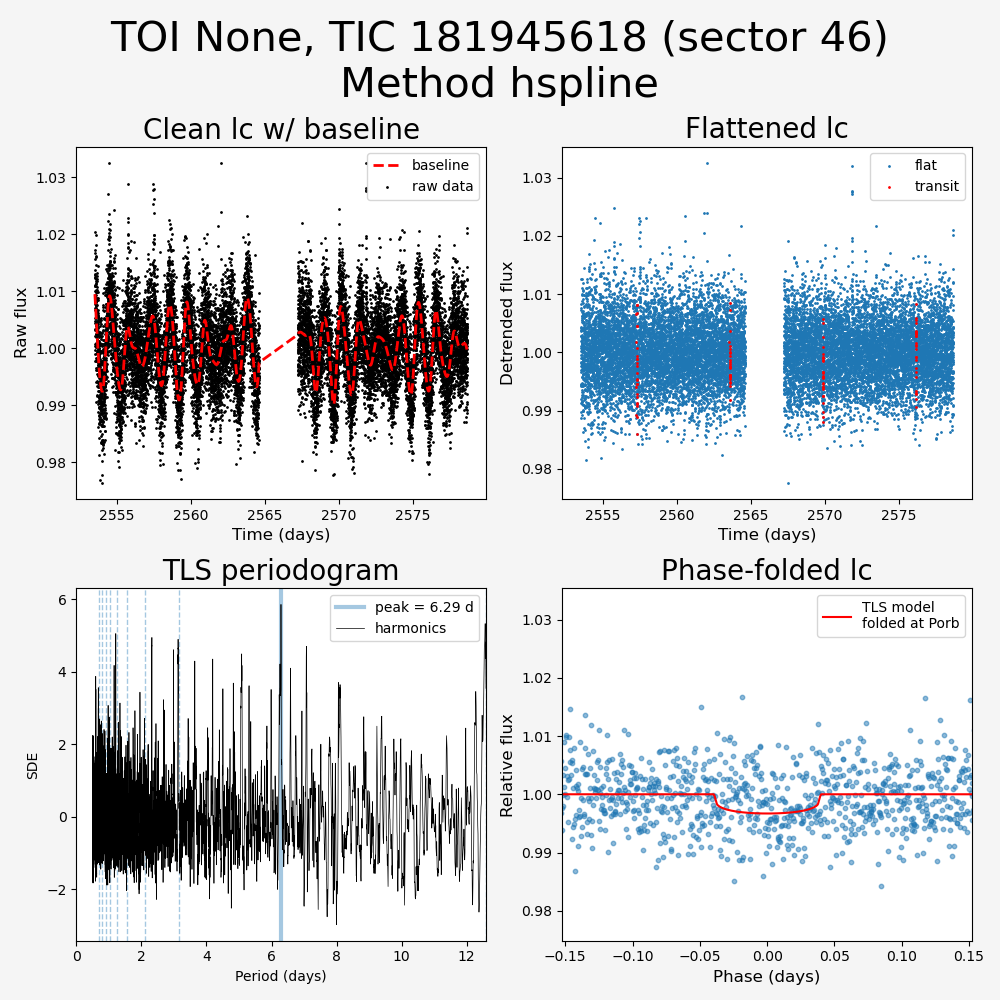 TOI None, TIC 181945618 (sector 46)
Method hspline
Clean lc w/ baseline
baseline
raw data
1.03
1.02
1.01
1.00
0.99
0.98
Raw flux
2555
2560
2565
2570
2575
Time (days)
Flattened lc
flat
transit
1.03
1.02
1.01
1.00
0.99
0.98
Detrended flux
2555
2560
2565
2570
2575
Time (days)
TLS periodogram
peak = 6.29 d
harmonics
6
4
2
0
−2
SDE
0
2
4
6
8
10
12
Period (days)
Phase-folded lc
TLS model
folded at Porb
1.03
1.02
1.01
1.00
0.99
0.98
Relative flux
−0.15
−0.10
−0.05
0.00
0.05
0.10
0.15
Phase (days)